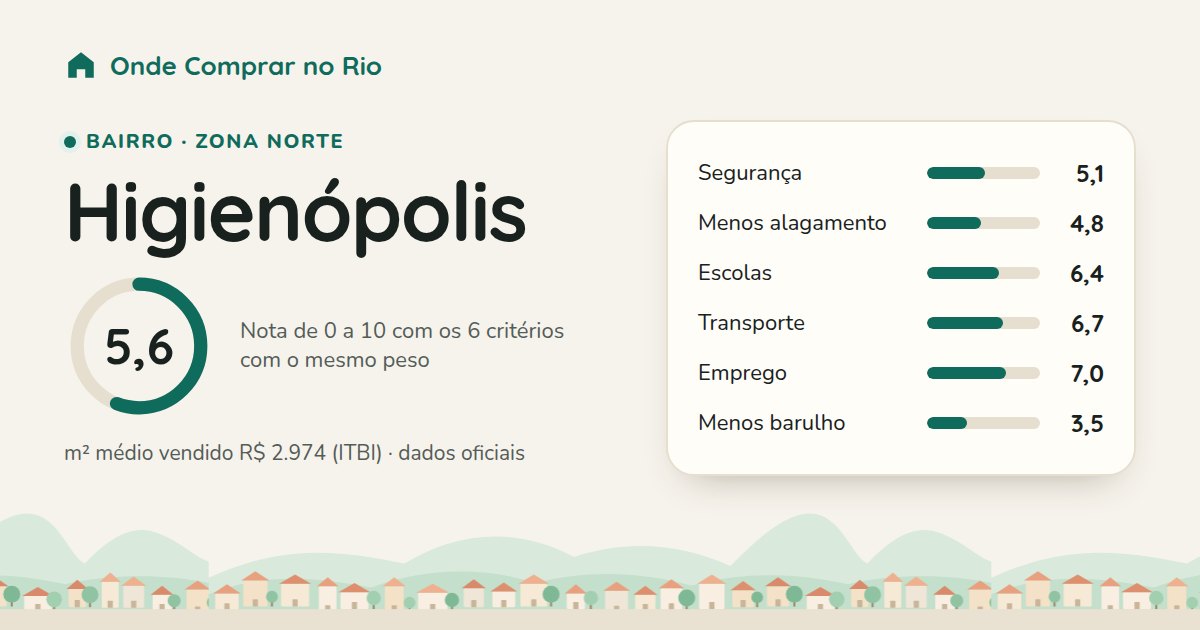 Onde Comprar no Rio
BAIRRO · ZONA NORTE
Higienópolis
5,6
Nota de 0 a 10 com os 6 critérios
com o mesmo peso
m² médio vendido R$ 2.974 (ITBI) · dados oficiais
Segurança 5,1
Menos alagamento 4,8
Escolas 6,4
Transporte 6,7
Emprego 7,0
Menos barulho 3,5